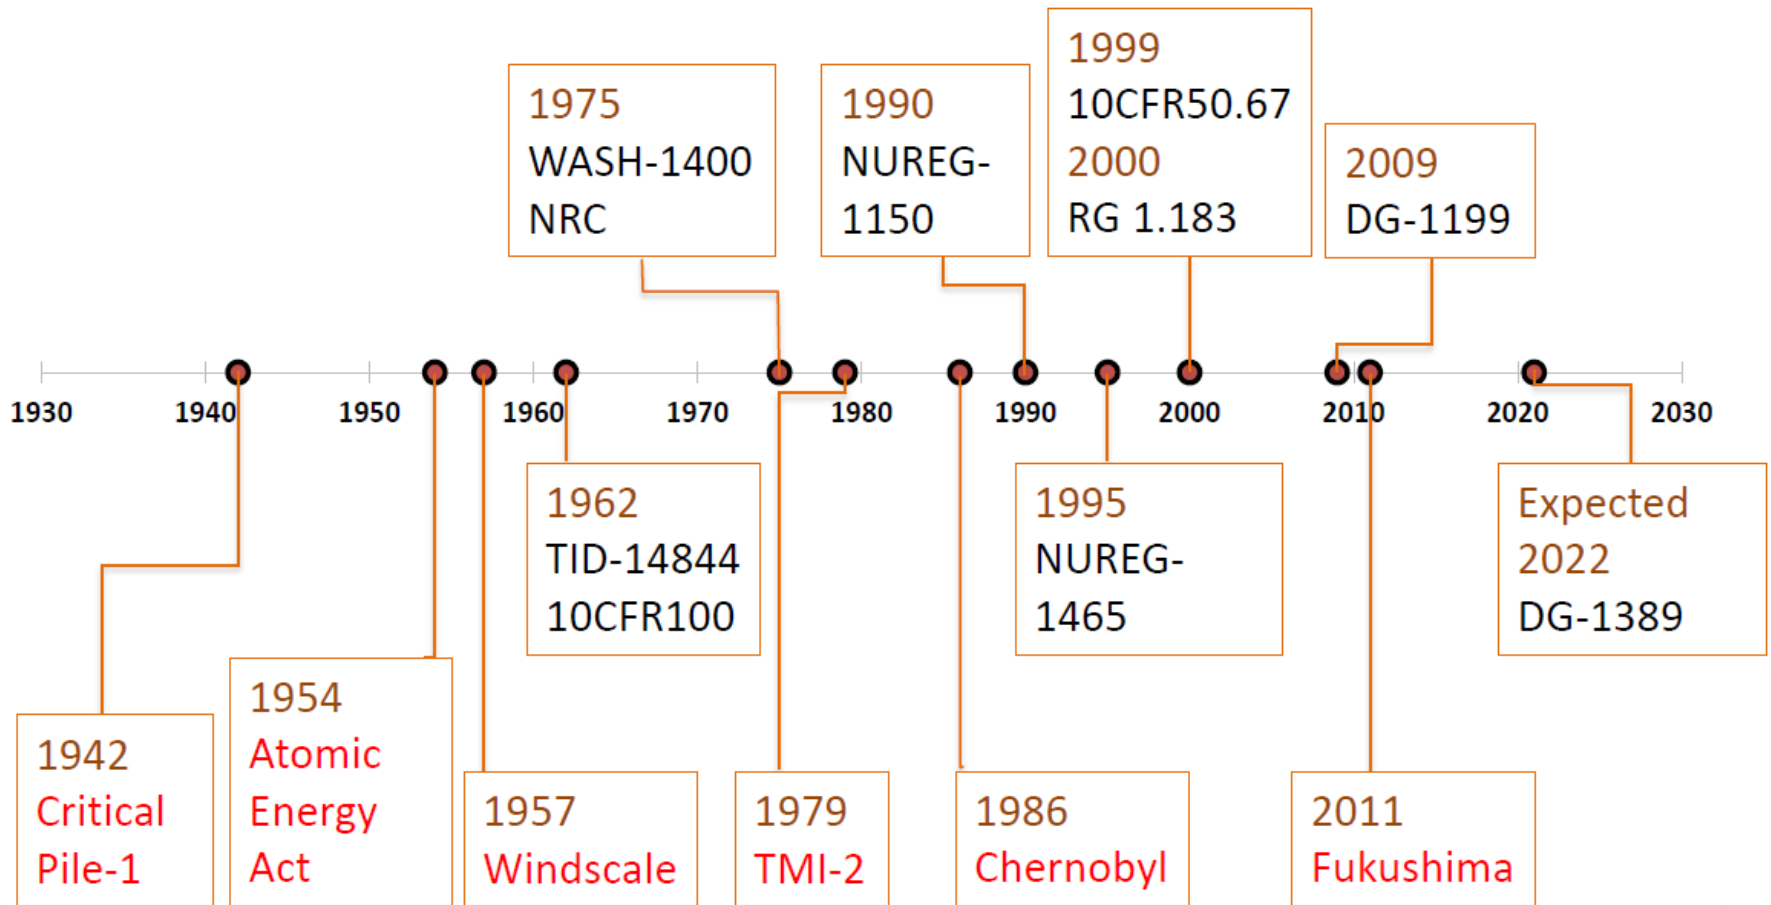 1975
WASH-1400
NRC
1990
NUREG-
1150
1999
10CFR50.67
2000
RG 1.183
2009
DG-1199
1930
1940
1950
1960
1970
1980
1990
2000
2010
2020
2030
1942
Critical
Pile-1
1954
Atomic
Energy
Act
1957
Windscale
1962
TID-14844
10CFR100
1979
TMI-2
1986
Chernobyl
1995
NUREG-
1465
2011
Fukushima
Expected
2022
DG-1389